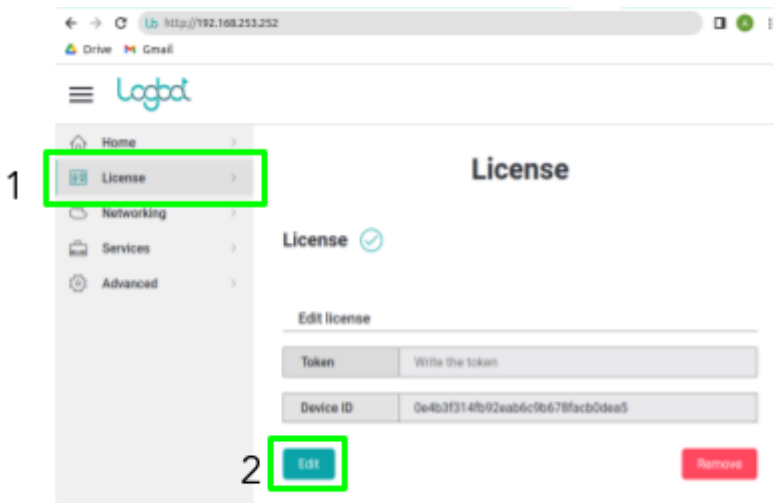 http://192.168.253.252
Drive Gmail
Logbot
Home
1 License
License
Networking
Services
Advanced
License
Edit license
Token Write the token
Device ID 0e4b3f314fb92eab6c9b678facb0dea5
2 Edit Remove